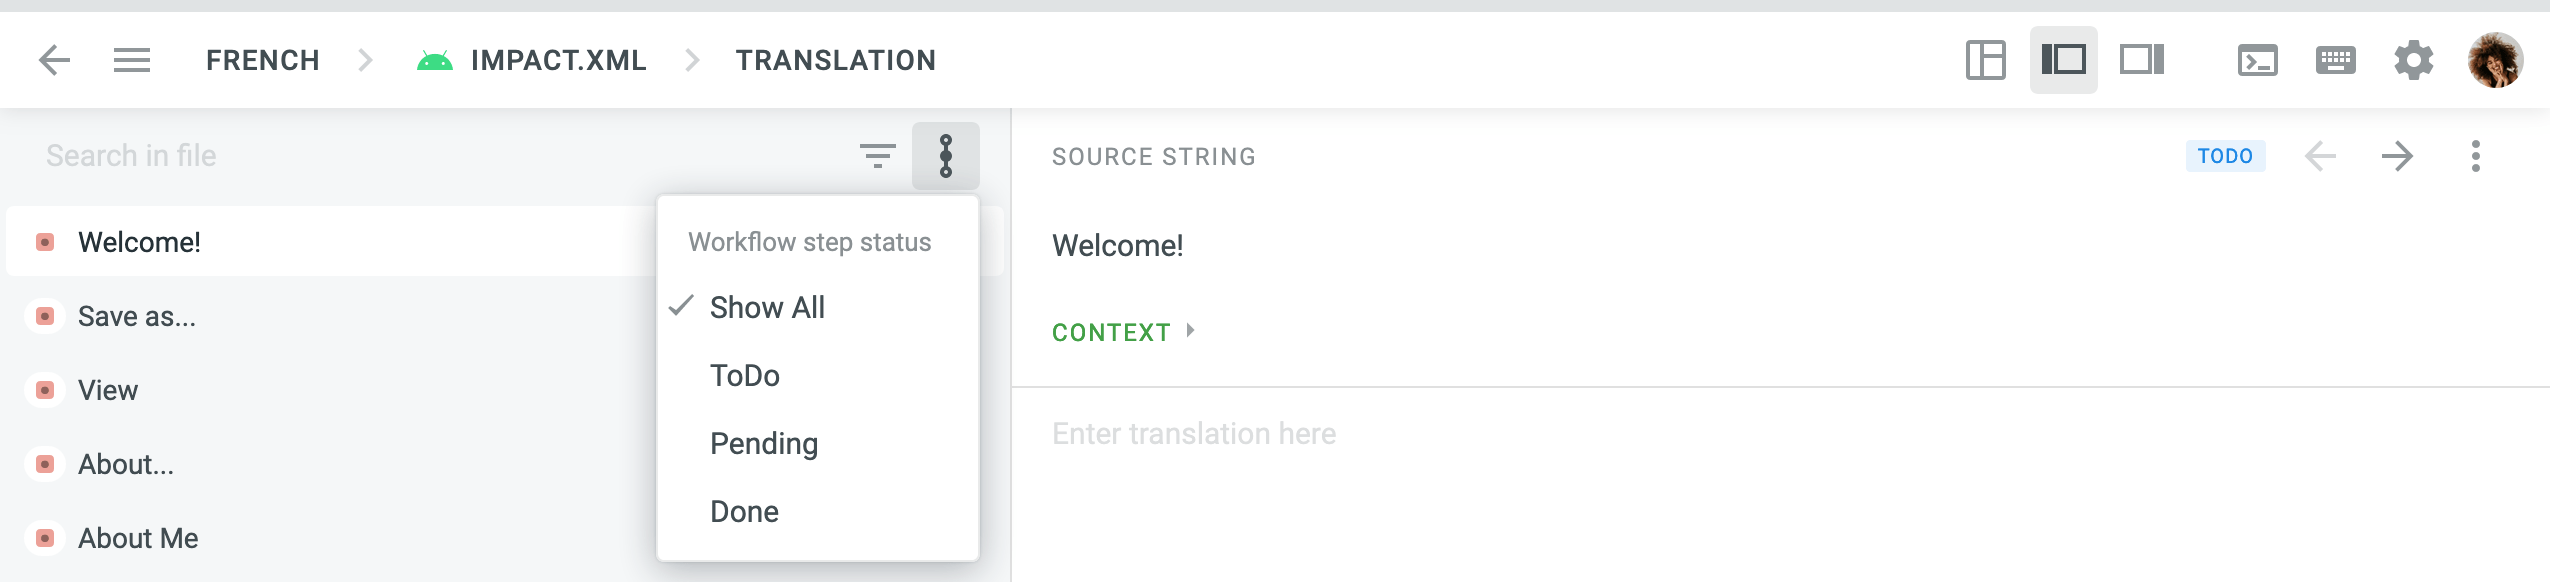 FRENCH
IMPACT.XML
TRANSLATION
Search in file
Welcome!
Save as...
View
About...
About Me
Workflow step status
Show All
ToDo
Pending
Done
SOURCE STRING
TODO
Welcome!
CONTEXT
Enter translation here